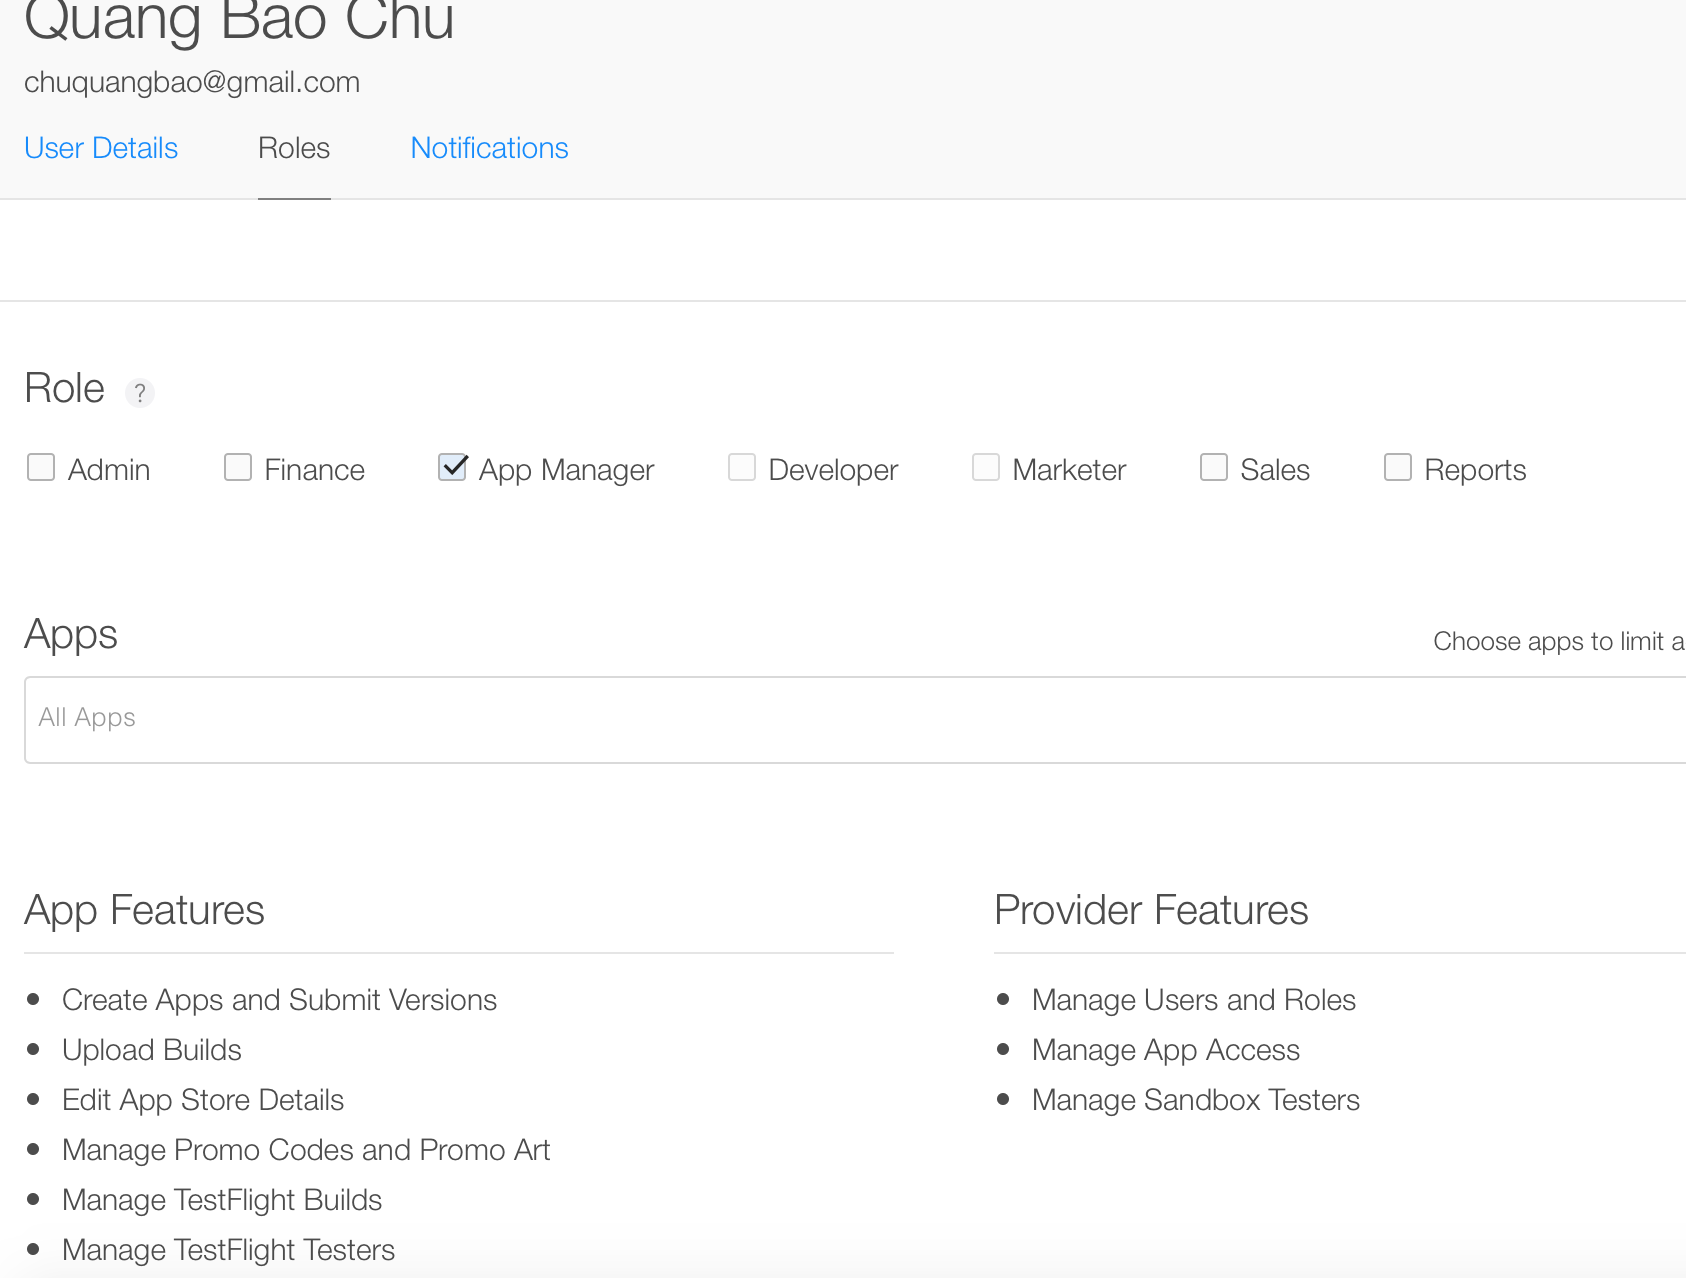 Quang Bao Chu
chuquangbao@gmail.com
User Details Roles Notifications
Role ?
Admin Finance App Manager Developer Marketer Sales Reports
Apps
Choose apps to limit a
All Apps
App Features
Create Apps and Submit Versions
Upload Builds
Edit App Store Details
Manage Promo Codes and Promo Art
Manage TestFlight Builds
Manage TestFlight Testers
Provider Features
Manage Users and Roles
Manage App Access
Manage Sandbox Testers